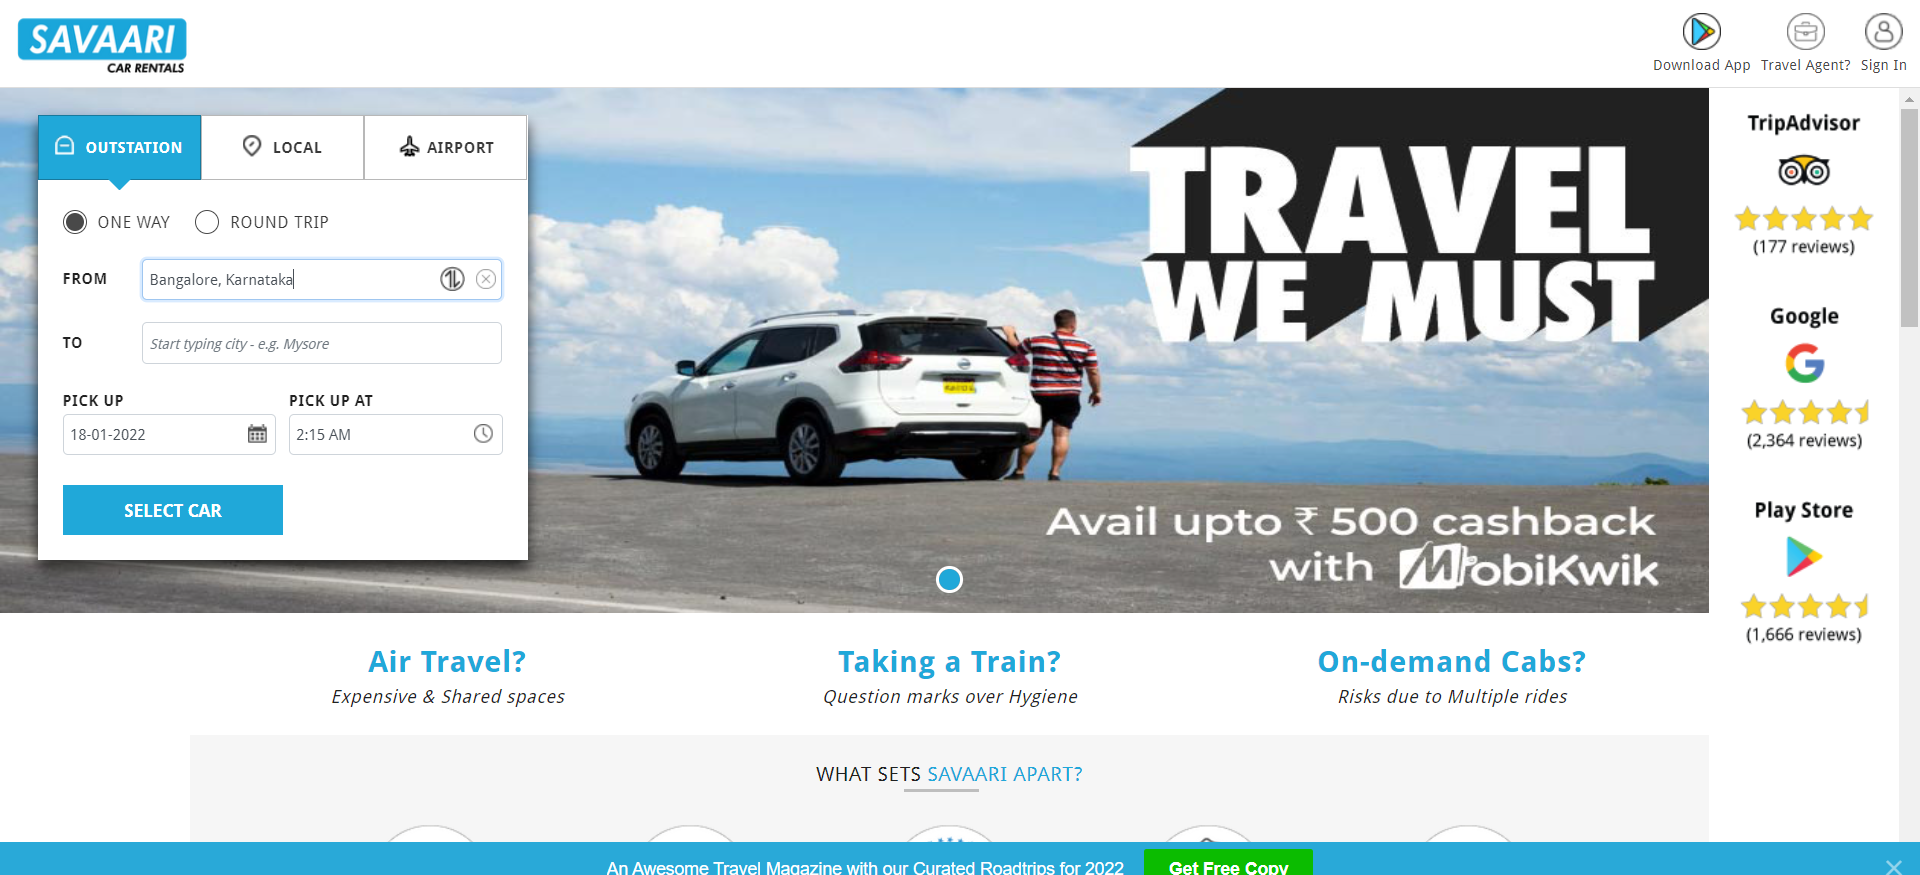 SAVAARI
CAR RENTALS
Download App
Travel Agent?
Sign In
OUTSTATION
LOCAL
AIRPORT
ONE WAY
ROUND TRIP
FROM
Bangalore, Karnataka
TO
Start typing city - e.g. Mysore
PICK UP
PICK UP AT
18-01-2022
2:15 AM
SELECT CAR
TRAVEL
WE MUST
Avail upto ₹ 500 cashback
with MobiKwik
TripAdvisor
(177 reviews)
Google
(2,364 reviews)
Play Store
(1,666 reviews)
Air Travel?
Expensive & Shared spaces
Taking a Train?
Question marks over Hygiene
On-demand Cabs?
Risks due to Multiple rides
WHAT SETS SAVAARI APART?
An Awesome Travel Magazine with our Curated Roadtrips for 2022
Get Free Copy